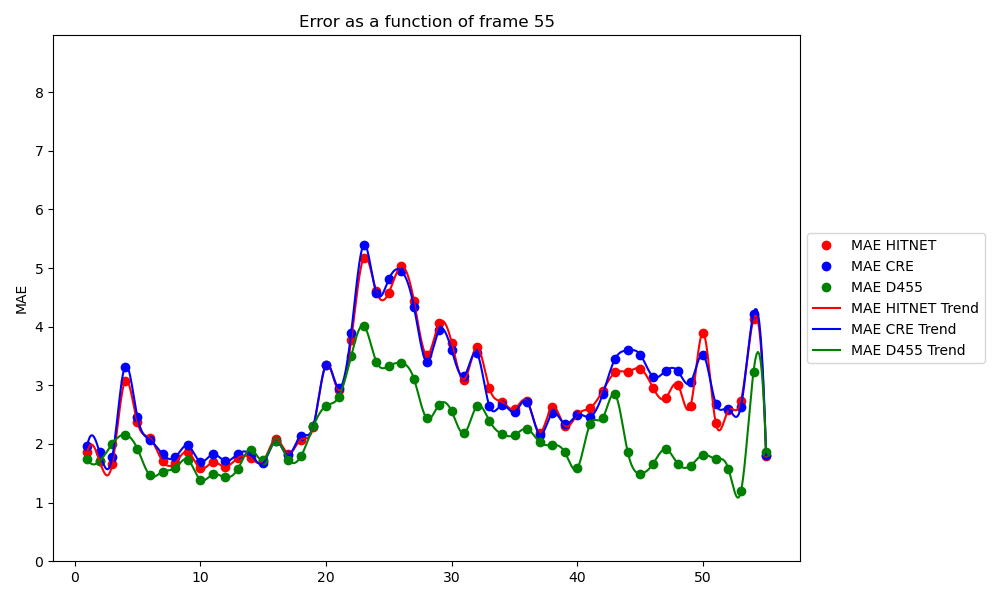 Error as a function of frame 55
MAE
8
7
6
5
4
3
2
1
0
0 10 20 30 40 50
MAE HITNET
MAE CRE
MAE D455
MAE HITNET Trend
MAE CRE Trend
MAE D455 Trend